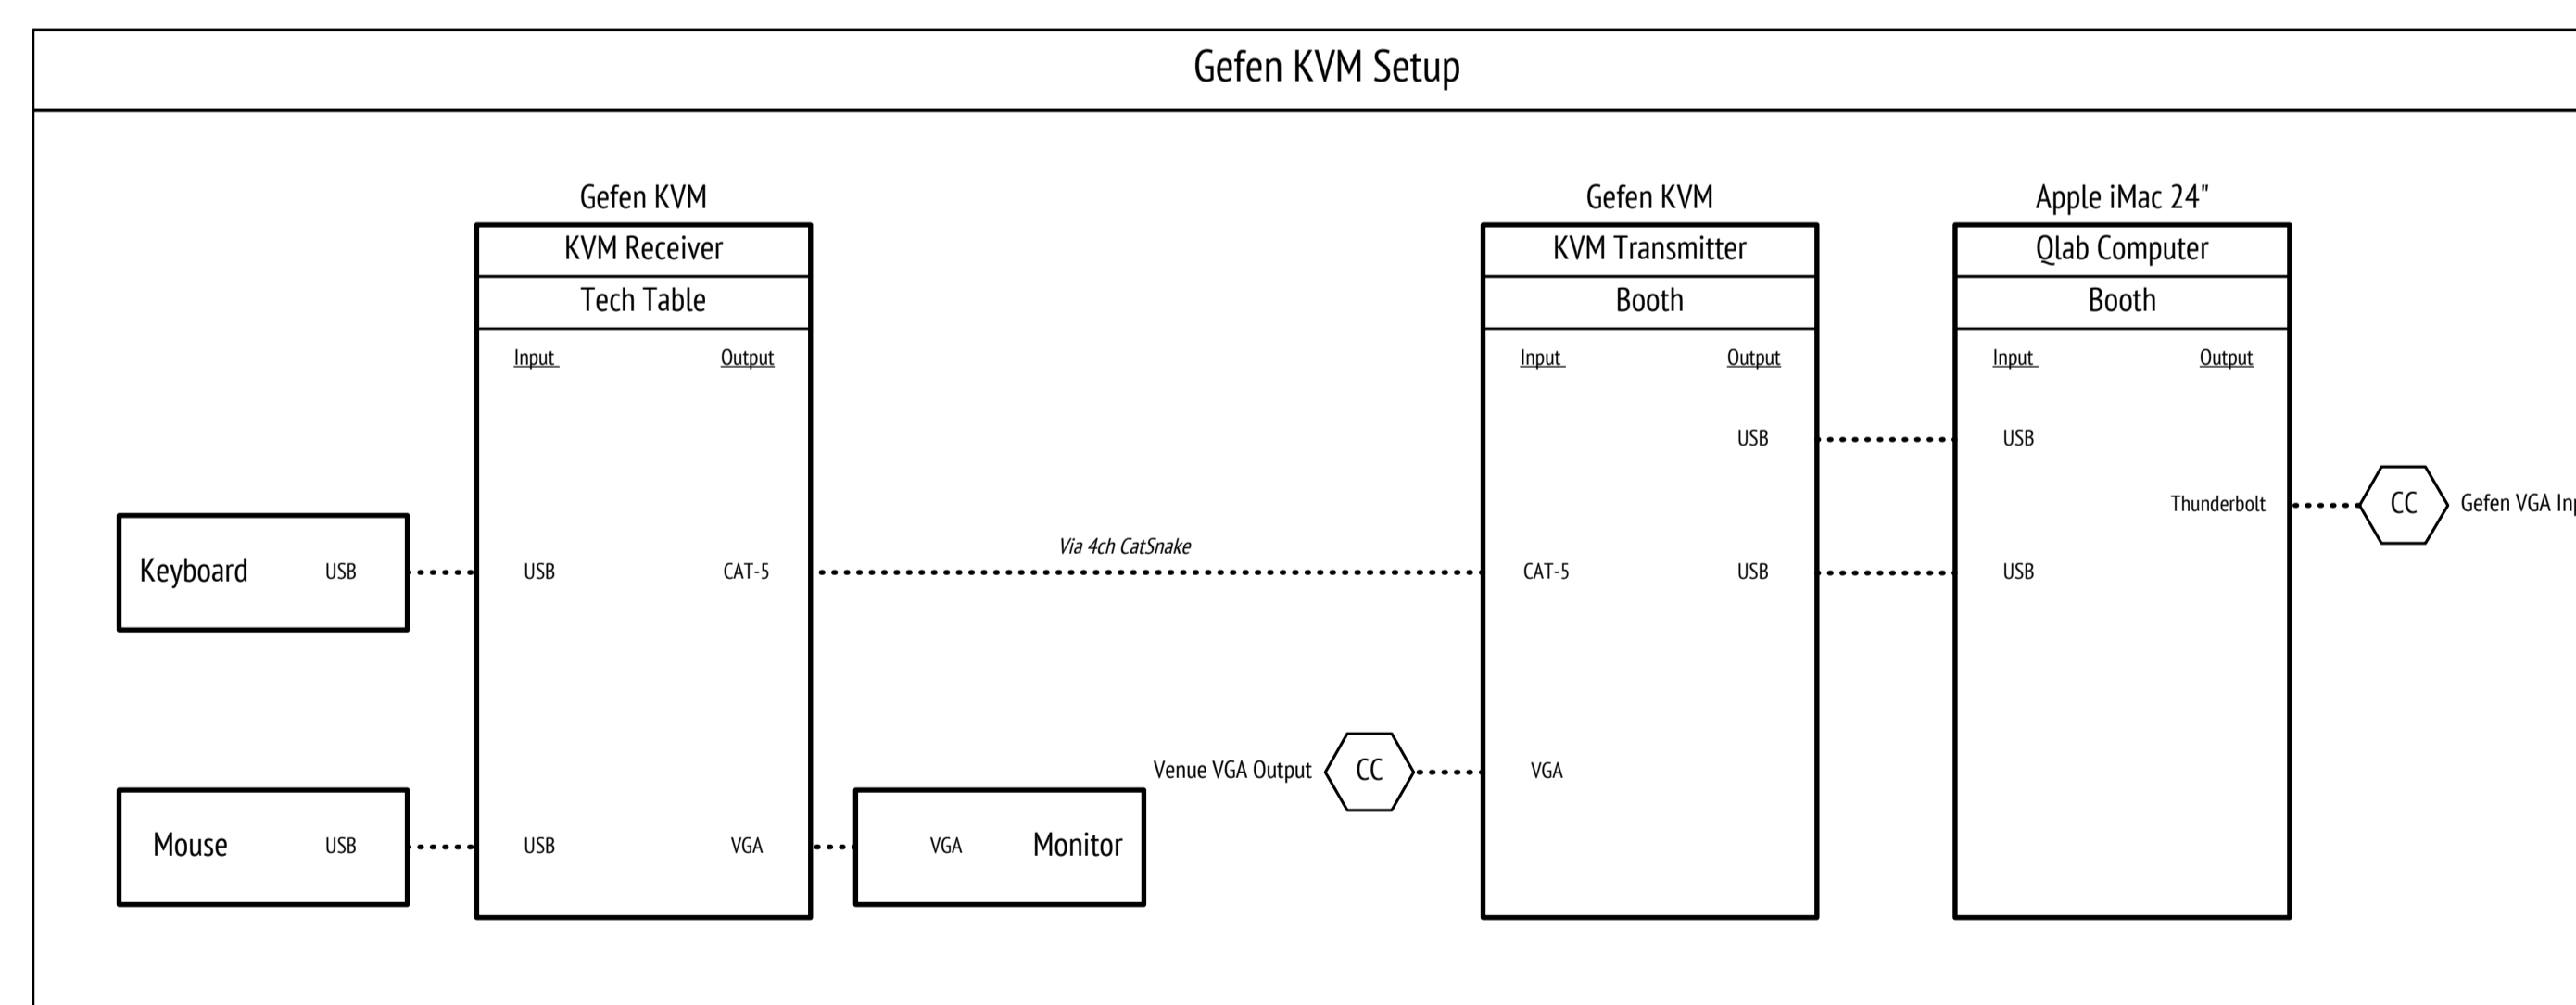 Gefen KVM Setup
Gefen KVM
KVM Receiver
Tech Table
Input
Output
USB
CAT-5
USB
VGA
Keyboard
USB
Mouse
USB
VGA
Monitor
Via 4ch CatSnake
Venue VGA Output
CC
Gefen KVM
KVM Transmitter
Booth
Input
Output
USB
CAT-5
USB
VGA
Apple iMac 24"
Qlab Computer
Booth
Input
Output
USB
Thunderbolt
USB
CC
Gefen VGA